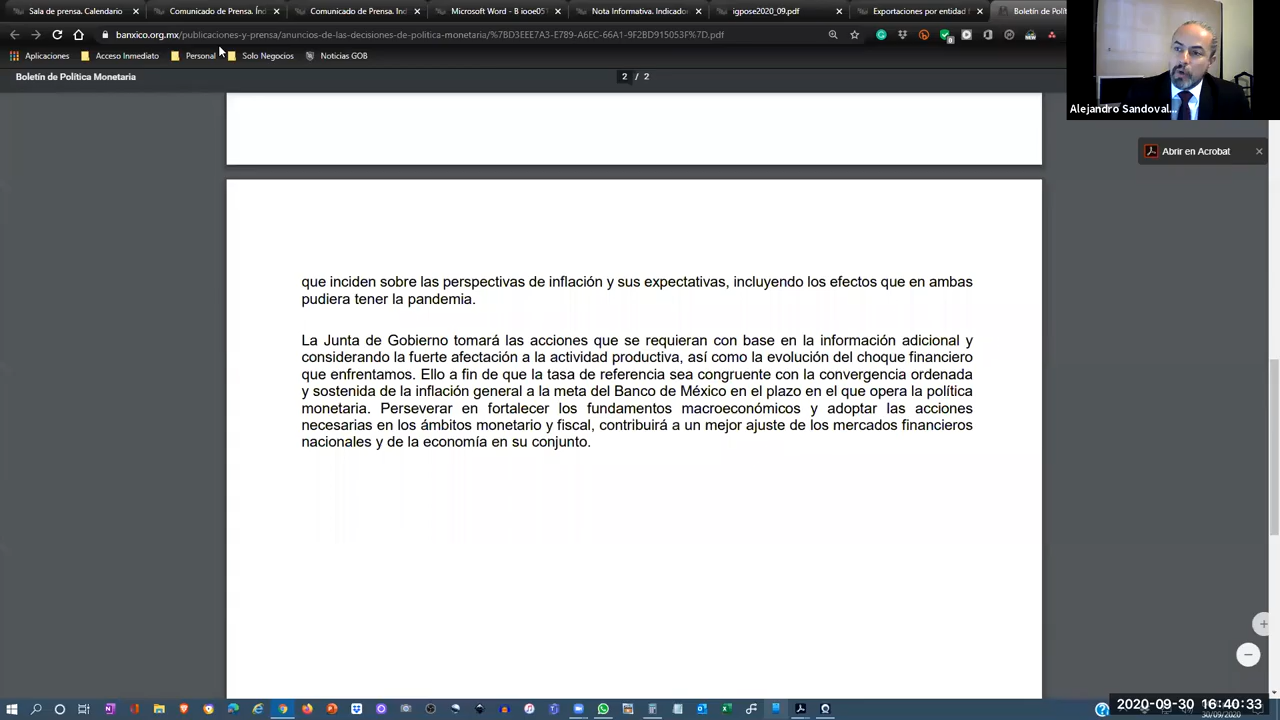 Sala de prensa. Calendario
Comunicado de Prensa. Índ
Comunicado de Prensa. Ind
Microsoft Word - B iooe05
Nota Informativa. Indicado
igpose2020_09.pdf
Exportaciones por entidad
Boletín de Polít
banxico.org.mx/publicaciones-y-prensa/anuncios-de-las-decisiones-de-politica-monetaria/%7BD3EEE7A3-E789-A6EC-66A1-9F2BD915053F%7D.pdf
Aplicaciones
Acceso Inmediato
Personal
Solo Negocios
Noticias GOB
Boletín de Política Monetaria
2 / 2
Alejandro Sandoval...
Abrir en Acrobat
que inciden sobre las perspectivas de inflación y sus expectativas, incluyendo los efectos que en ambas
pudiera tener la pandemia.
La Junta de Gobierno tomará las acciones que se requieran con base en la información adicional y
considerando la fuerte afectación a la actividad productiva, así como la evolución del choque financiero
que enfrentamos. Ello a fin de que la tasa de referencia sea congruente con la convergencia ordenada
y sostenida de la inflación general a la meta del Banco de México en el plazo en el que opera la política
monetaria. Perseverar en fortalecer los fundamentos macroeconómicos y adoptar las acciones
necesarias en los ámbitos monetario y fiscal, contribuirá a un mejor ajuste de los mercados financieros
nacionales y de la economía en su conjunto.
2020-09-30 16:40:33
30/09/2020